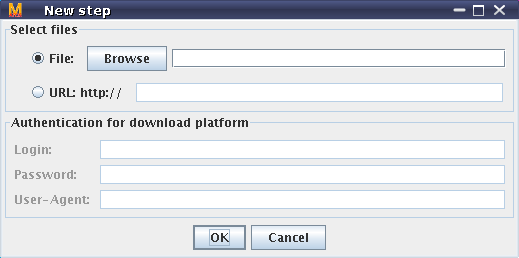 M New step
Select files
File: Browse
URL: http://
Authentication for download platform
Login:
Password:
User-Agent:
OK Cancel